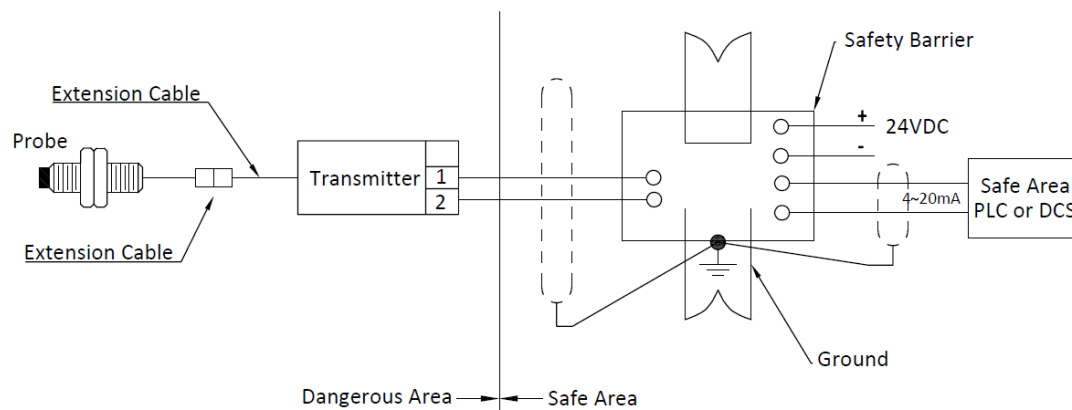 Safety Barrier
Extension Cable
+
24VDC
Probe
-
Transmitter
1
2
4~20mA
Safe Area
PLC or DCS
Extension Cable
Ground
Dangerous Area
Safe Area